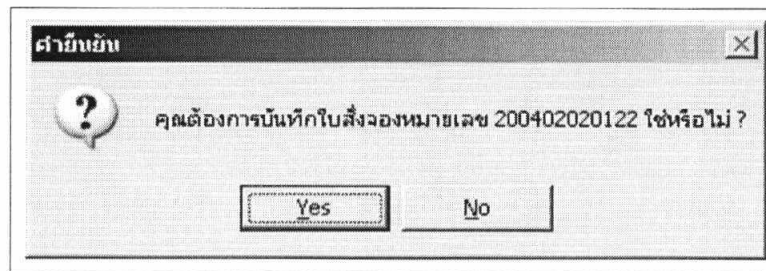 คำยืนยัน
คุณต้องการบันทึกใบสั่งจองหมายเลข 200402020122 ใช่หรือไม่ ?
Yes No